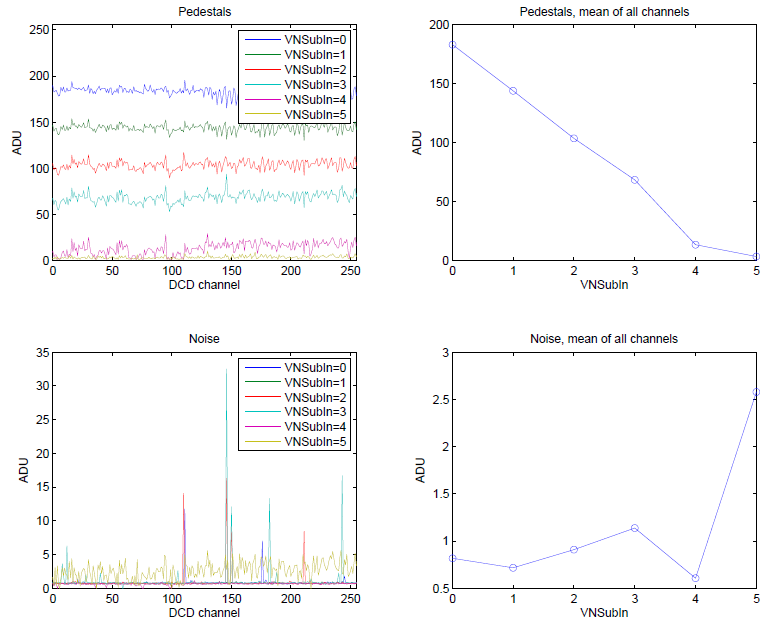 Pedestals
250
200
150
100
50
0
ADU
0 50 100 150 200 250
DCD channel
VNSubIn=0
VNSubIn=1
VNSubIn=2
VNSubIn=3
VNSubIn=4
VNSubIn=5
Pedestals, mean of all channels
200
150
100
50
0
ADU
0 1 2 3 4 5
VNSubIn
Noise
35
30
25
20
15
10
5
0
ADU
0 50 100 150 200 250
DCD channel
VNSubIn=0
VNSubIn=1
VNSubIn=2
VNSubIn=3
VNSubIn=4
VNSubIn=5
Noise, mean of all channels
3
2.5
2
1.5
1
0.5
ADU
0 1 2 3 4 5
VNSubIn